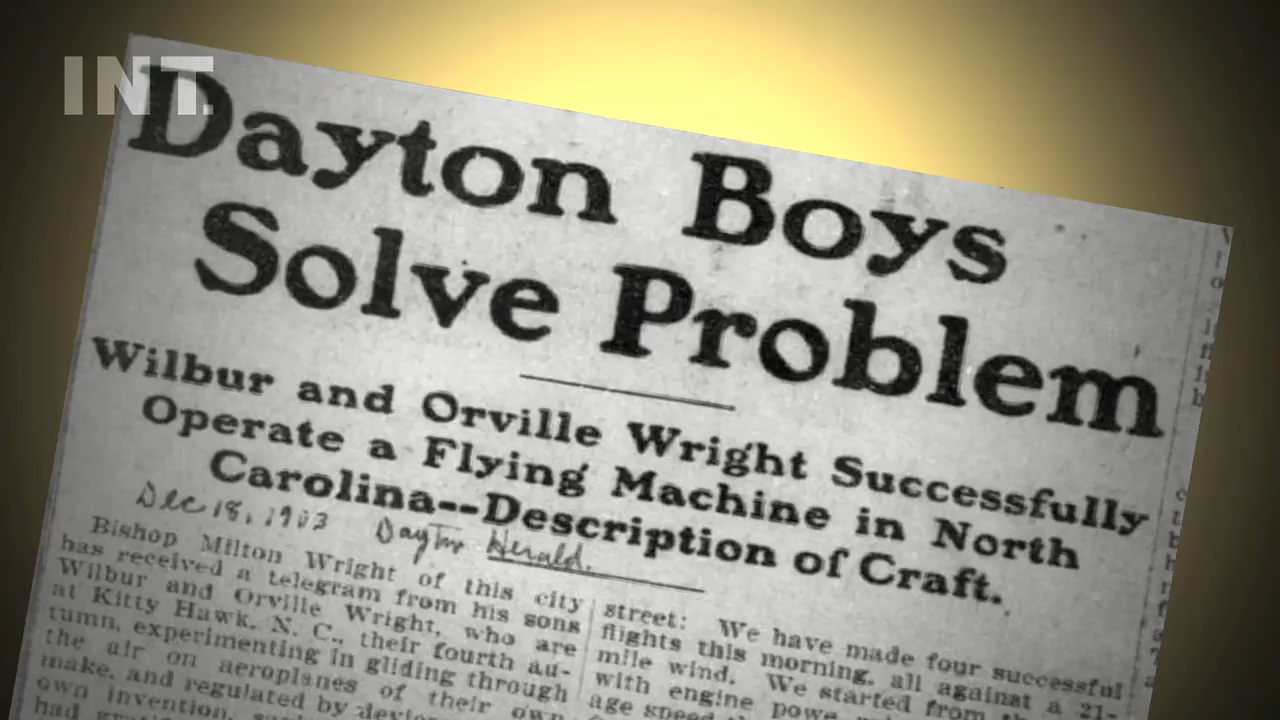 INT.
Dayton Boys
Solve Problem
Wilbur and Orville Wright Successfully
Operate a Flying Machine in North
Carolina--Description of Craft.
Dec 18, 1903 Dayton Herald.
Bishop Milton Wright of this city
has received a telegram from his sons
Wilbur and Orville Wright, who are
at Kitty Hawk, N. C., their fourth au-
tumn, experimenting in gliding through
the air on aeroplanes of their own
make, and regulated by
own invention,
had
street: We have made four successful
flights this morning, all against a 21-
mile wind. We started from
with engine
age speed